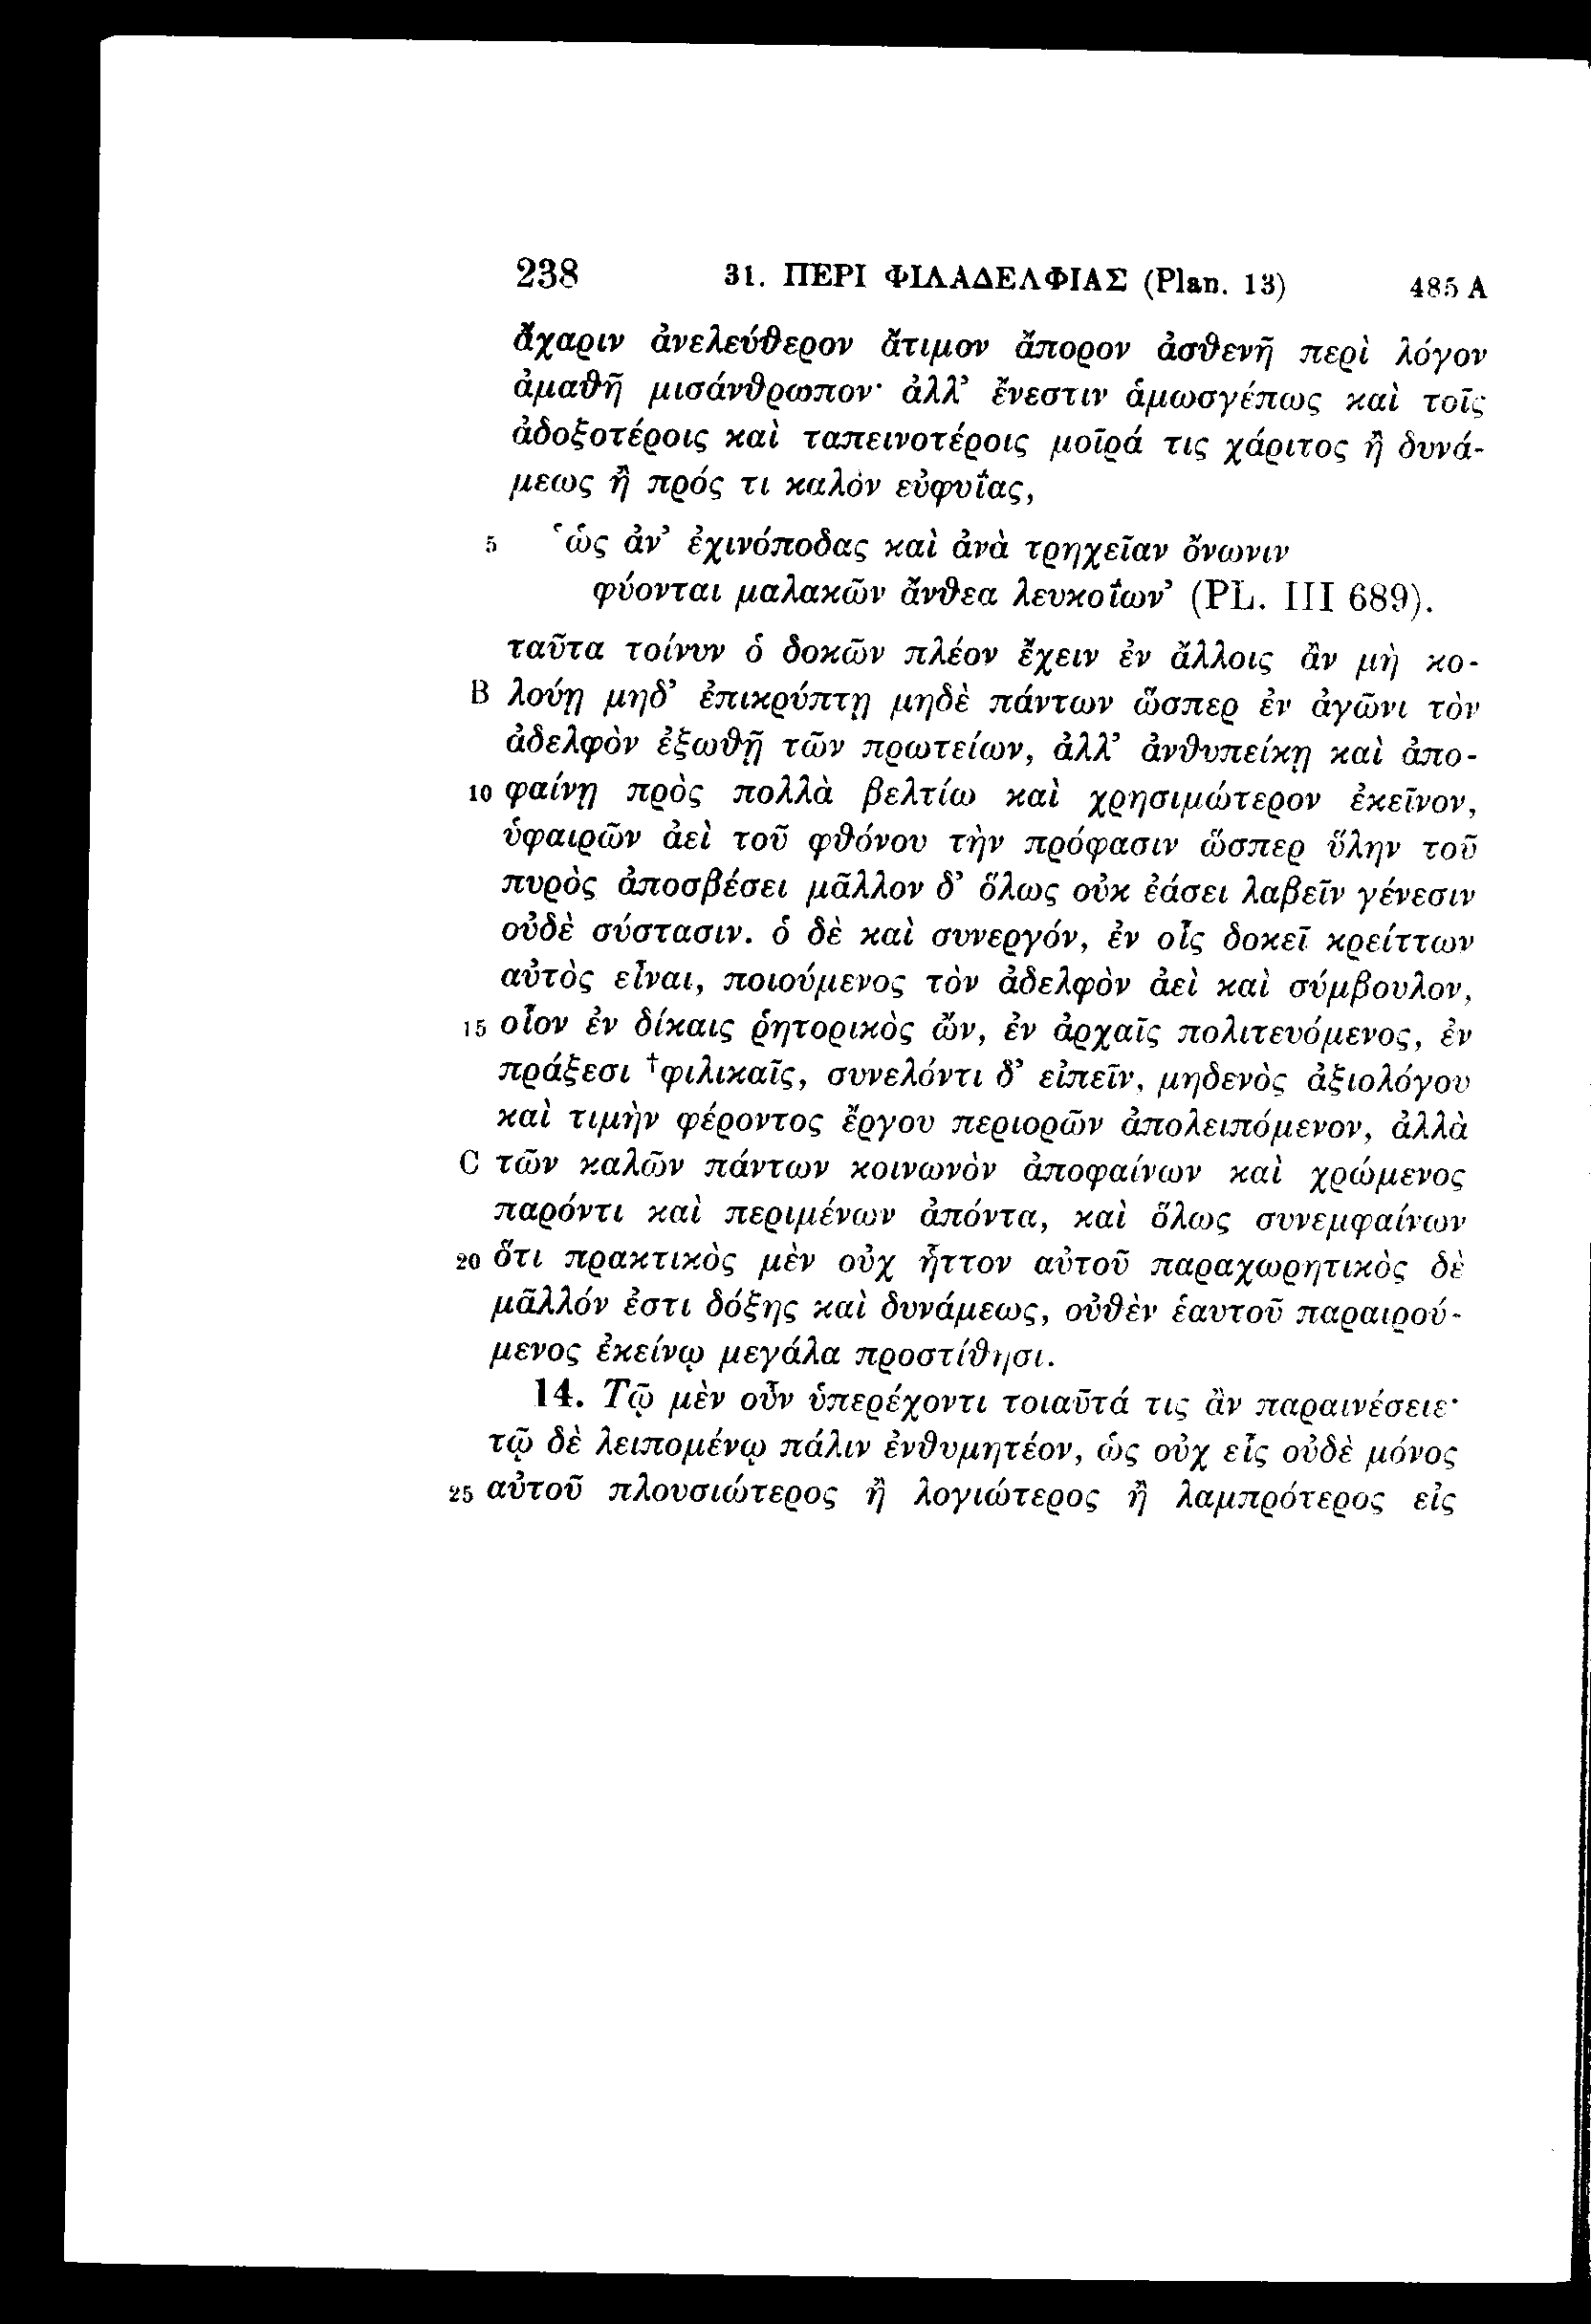 238 31. ΠΕΡΙ ΦΙΛΑΔΕΛΦΙΑΣ (Plan. 13) 485 A
ἄχαριν ἀνελεύθερον ἄτιμον ἄπορον ἀσθενῆ περὶ λόγον
ἀμαθῆ μισάνθρωπον· ἀλλ’ ἔνεστιν ἁμωσγέπως καὶ τοῖς
ἀδοξοτέροις καὶ ταπεινοτέροις μοῖρά τις χάριτος ἢ δυνά-
μεως ἢ πρός τι καλὸν εὐφυΐας,
5 ‘ὡς ἀν’ ἐχινόποδας καὶ ἀνὰ τρηχεῖαν ὄνωνιν
φύονται μαλακῶν ἄνθεα λευκοΐων’ (PL. III 689).
ταῦτα τοίνυν ὁ δοκῶν πλέον ἔχειν ἐν ἄλλοις ἂν μὴ κο-
B λούῃ μηδ’ ἐπικρύπτῃ μηδὲ πάντων ὥσπερ ἐν ἀγῶνι τὸν
ἀδελφὸν ἐξωθῇ τῶν πρωτείων, ἀλλ’ ἀνθυπείκῃ καὶ ἀπο-
10 φαίνῃ πρὸς πολλὰ βελτίω καὶ χρησιμώτερον ἐκεῖνον,
ὑφαιρῶν ἀεὶ τοῦ φθόνου τὴν πρόφασιν ὥσπερ ὕλην τοῦ
πυρὸς ἀποσβέσει μᾶλλον δ’ ὅλως οὐκ ἐάσει λαβεῖν γένεσιν
οὐδὲ σύστασιν. ὁ δὲ καὶ συνεργόν, ἐν οἷς δοκεῖ κρείττων
αὐτὸς εἶναι, ποιούμενος τὸν ἀδελφὸν ἀεὶ καὶ σύμβουλον,
15 οἷον ἐν δίκαις ῥητορικὸς ὤν, ἐν ἀρχαῖς πολιτευόμενος, ἐν
πράξεσι †φιλικαῖς, συνελόντι δ’ εἰπεῖν, μηδενὸς ἀξιολόγου
καὶ τιμὴν φέροντος ἔργου περιορῶν ἀπολειπόμενον, ἀλλὰ
C τῶν καλῶν πάντων κοινωνὸν ἀποφαίνων καὶ χρώμενος
παρόντι καὶ περιμένων ἀπόντα, καὶ ὅλως συνεμφαίνων
20 ὅτι πρακτικὸς μὲν οὐχ ἧττον αὐτοῦ παραχωρητικὸς δὲ
μᾶλλόν ἐστι δόξης καὶ δυνάμεως, οὐθὲν ἑαυτοῦ παραιρού-
μενος ἐκείνῳ μεγάλα προστίθησι.
14. Τῷ μὲν οὖν ὑπερέχοντι τοιαῦτά τις ἂν παραινέσειε·
τῷ δὲ λειπομένῳ πάλιν ἐνθυμητέον, ὡς οὐχ εἷς οὐδὲ μόνος
25 αὐτοῦ πλουσιώτερος ἢ λογιώτερος ἢ λαμπρότερος εἰς